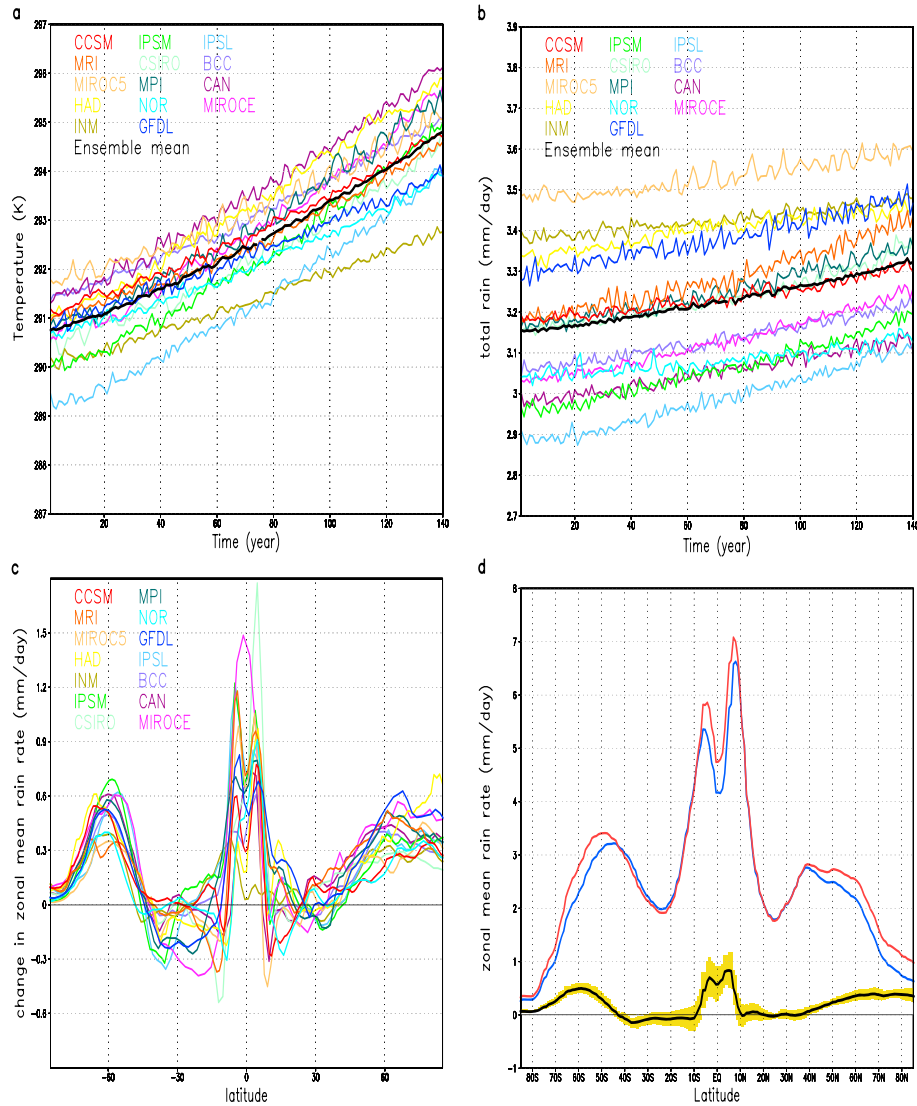 a
297
296
295
294
293
292
291
290
289
288
287
Temperature (K)
CCSM IPSM IPSL
MRI CSIRO BCC
MIROC5 MPI CAN
HAD NOR MIROCE
INM GFDL
Ensemble mean
20 40 60 80 100 120 140
Time (year)
b
3.9
3.8
3.7
3.6
3.5
3.4
3.3
3.2
3.1
3
2.9
2.8
2.7
total rain (mm/day)
CCSM IPSM IPSL
MRI CSIRO BCC
MIROC5 MPI CAN
HAD NOR MIROCE
INM GFDL
Ensemble mean
20 40 60 80 100 120 140
Time (year)
c
1.5
1.2
0.9
0.6
0.3
0
-0.3
-0.6
change in zonal mean rain rate (mm/day)
CCSM MPI
MRI NOR
MIROC5 GFDL
HAD IPSL
INM BCC
IPSM CAN
CSIRO MIROCE
-60 -30 0 30 60
latitude
d
8
7
6
5
4
3
2
1
0
-1
zonal mean rain rate (mm/day)
80S 70S 60S 50S 40S 30S 20S 10S EQ 10N 20N 30N 40N 50N 60N 70N 80N
Latitude